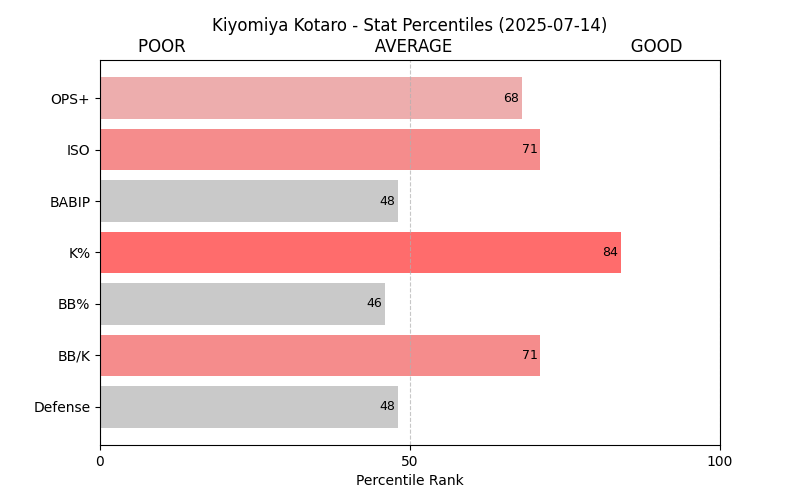 Kiyomiya Kotaro - Stat Percentiles (2025-07-14)
POOR AVERAGE GOOD
OPS+ 68
ISO 71
BABIP 48
K% 84
BB% 46
BB/K 71
Defense 48
0 50 100
Percentile Rank